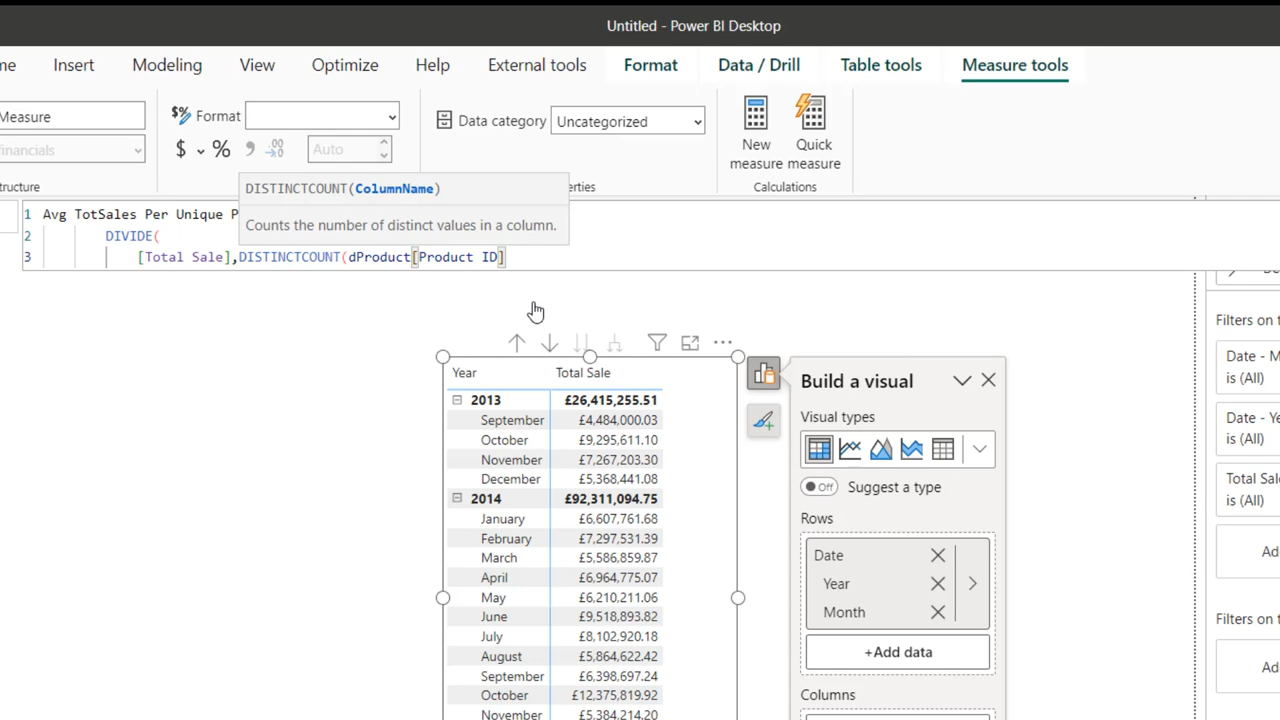 Untitled - Power BI Desktop
me Insert Modeling View Optimize Help External tools Format Data / Drill Table tools Measure tools
Measure $% Format Data category Uncategorized New measure Quick measure
financials $ % 9 .00 Auto
ructure perties Calculations
DISTINCTCOUNT(ColumnName)
Counts the number of distinct values in a column.
1 Avg TotSales Per Unique P
2 DIVIDE(
3 [Total Sale],DISTINCTCOUNT(dProduct[Product ID]
Year Total Sale
2013 £26,415,255.51
September £4,484,000.03
October £9,295,611.10
November £7,267,203.30
December £5,368,441.08
2014 £92,311,094.75
January £6,607,761.68
February £7,297,531.39
March £5,586,859.87
April £6,964,775.07
May £6,210,211.06
June £9,518,893.82
July £8,102,920.18
August £5,864,622.42
September £6,398,697.24
October £12,375,819.92
November £5,384,214.20
Build a visual
Visual types
Off Suggest a type
Rows
Date
Year
Month
+Add data
Columns
Filters on t
Date - M
is (All)
Date - Ye
is (All)
Total Sal
is (All)
Ad
Filters on t
Ad